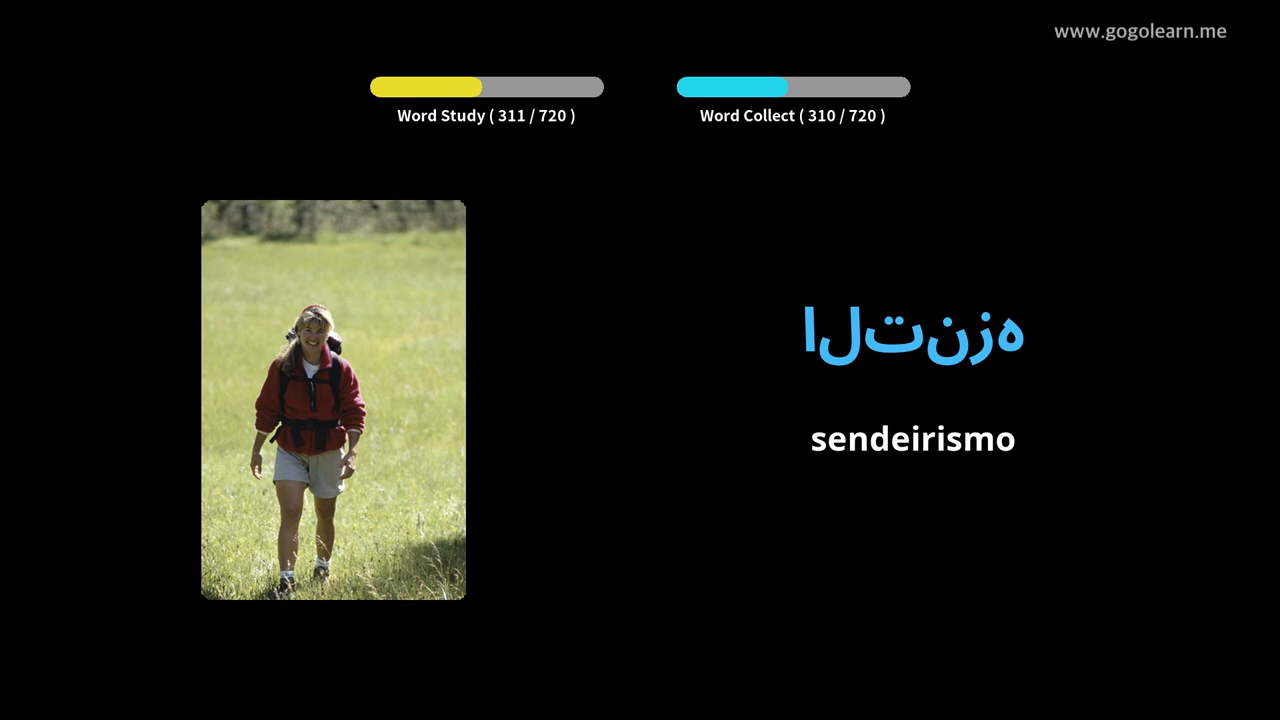 www.gogolearn.me
Word Study ( 311 / 720 )
Word Collect ( 310 / 720 )
التنزه
sendeirismo